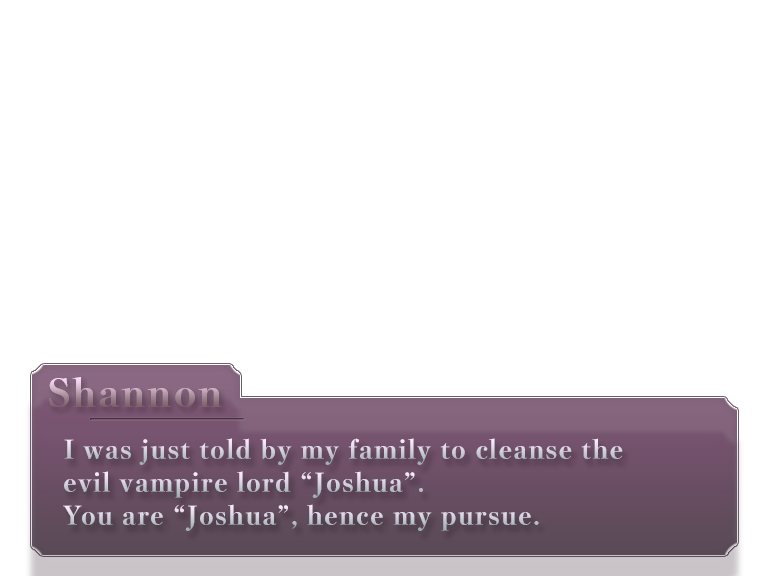 Shannon
I was just told by my family to cleanse the
evil vampire lord “Joshua”.
You are “Joshua”, hence my pursue.